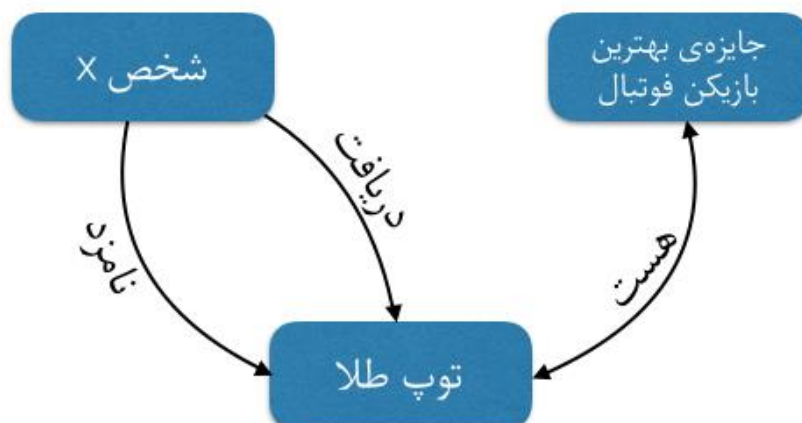 شخص X
جایزه‌ی بهترین
بازیکن فوتبال
دریافت
نامزد
هست
توپ طلا